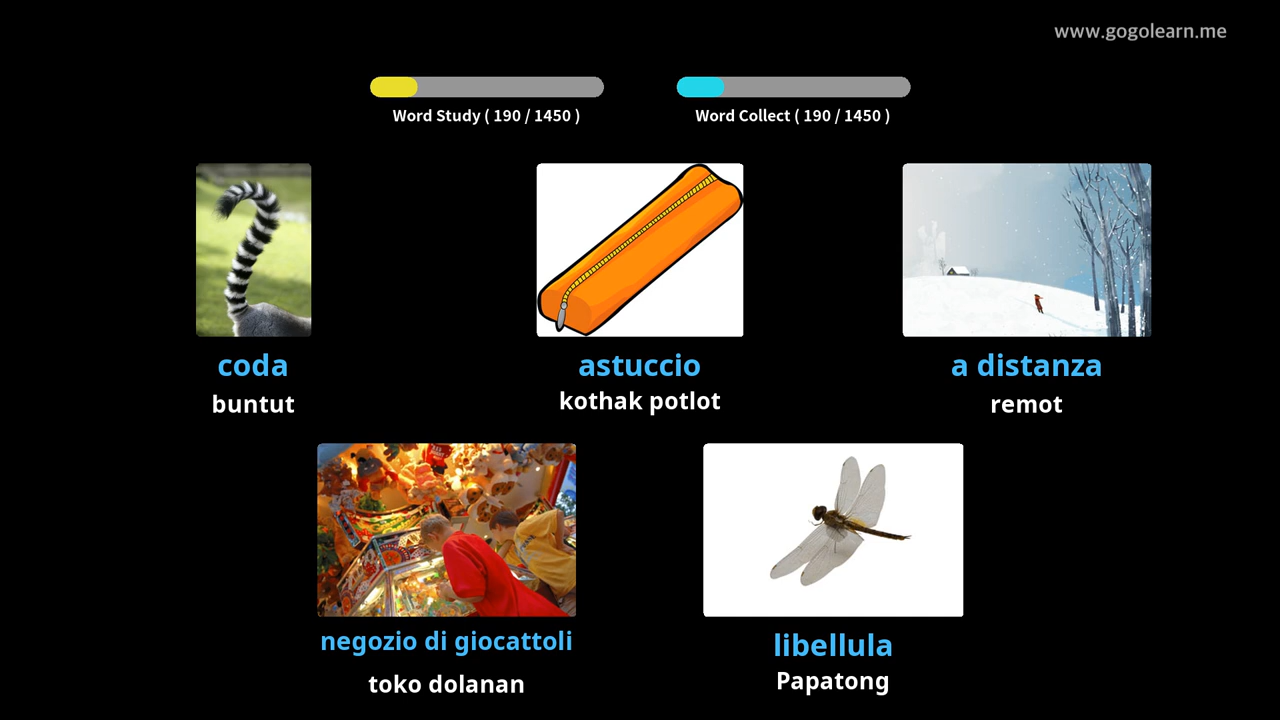 www.gogolearn.me
Word Study ( 190 / 1450 )
Word Collect ( 190 / 1450 )
coda
buntut
astuccio
kothak potlot
a distanza
remot
negozio di giocattoli
toko dolanan
libellula
Papatong